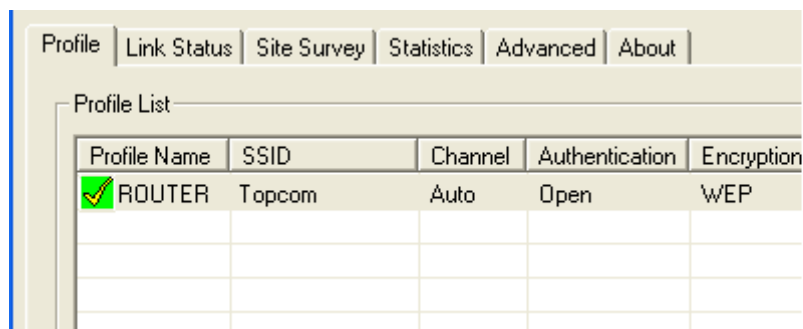 Profile Link Status Site Survey Statistics Advanced About
Profile List
Profile Name SSID Channel Authentication Encryption
ROUTER Topcom Auto Open WEP